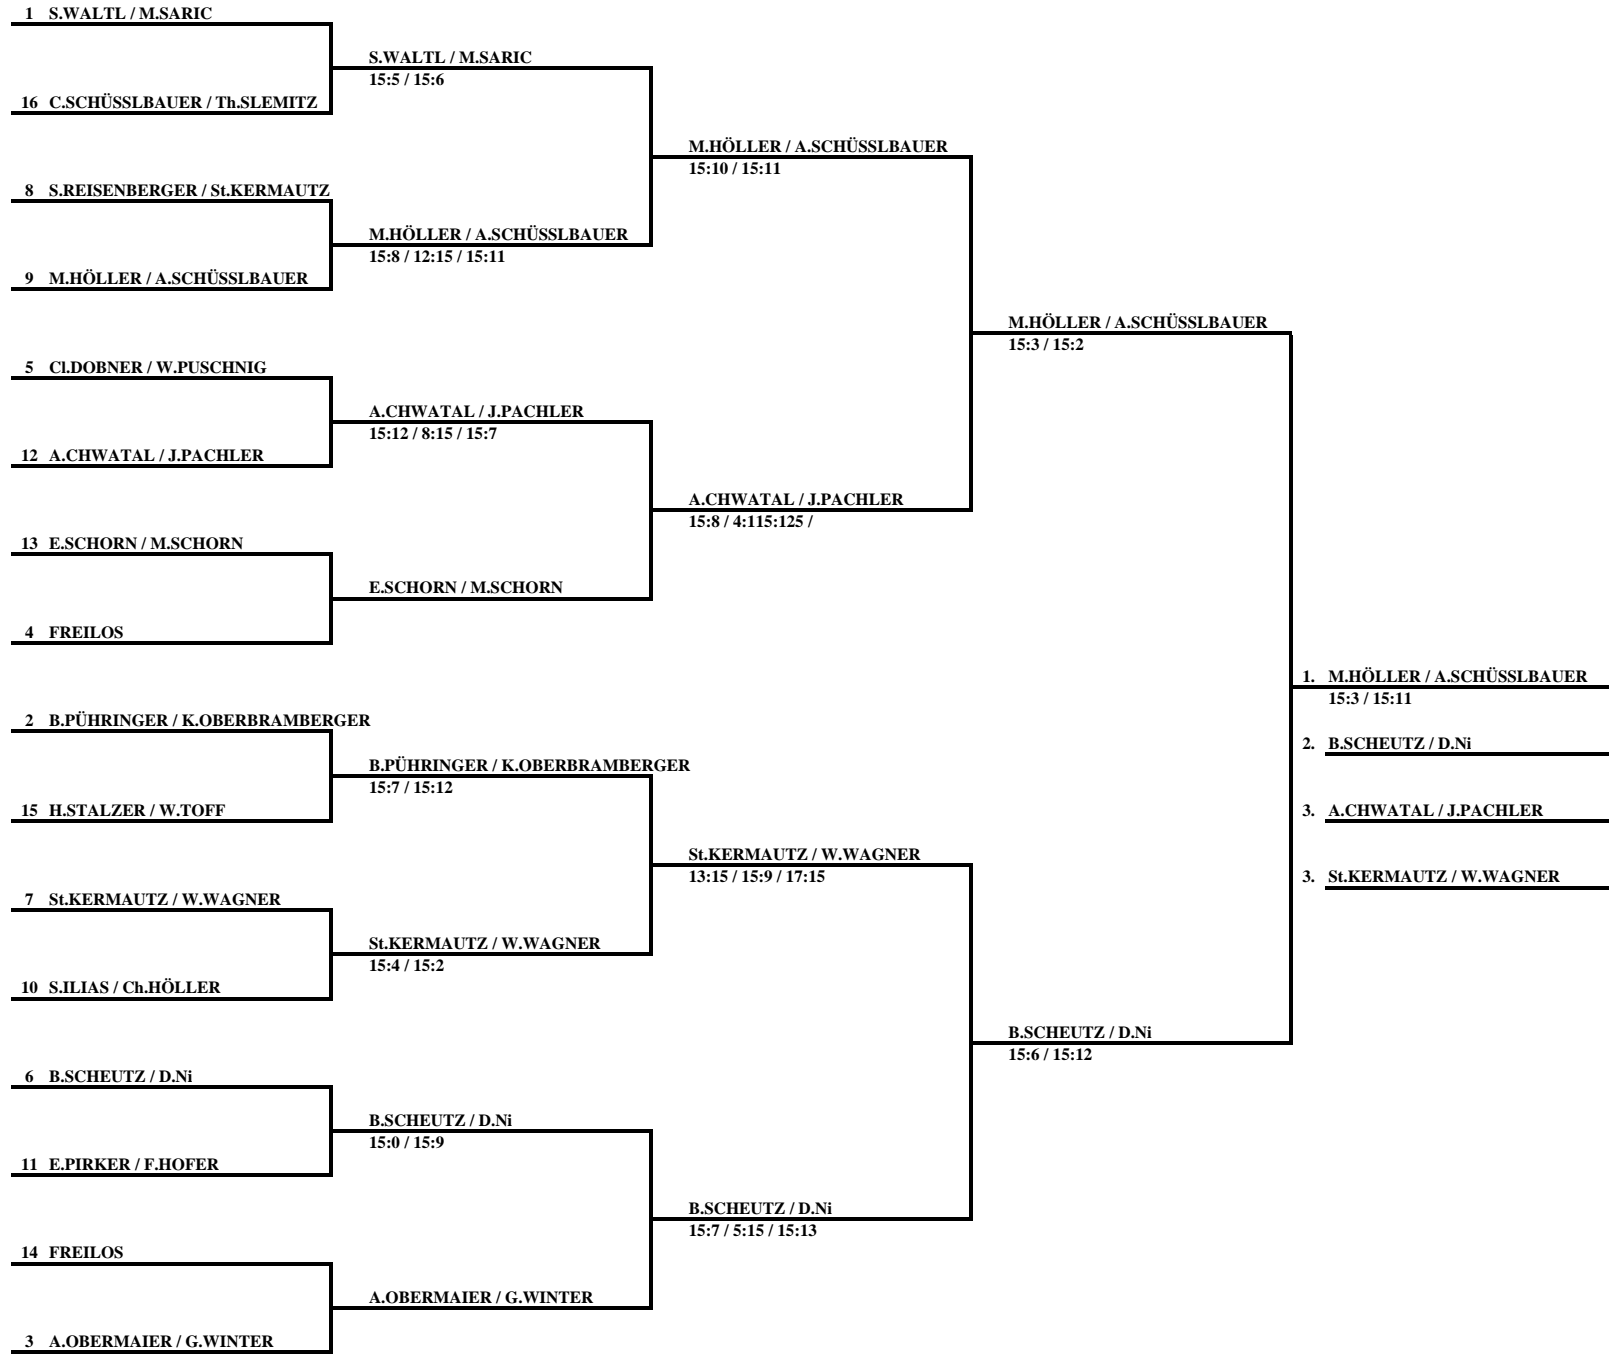 1 S.WALTL / M.SARIC
S.WALTL / M.SARIC
15:5 / 15:6
16 C.SCHÜSSLBAUER / Th.SLEMITZ
M.HÖLLER / A.SCHÜSSLBAUER
15:10 / 15:11
8 S.REISENBERGER / St.KERMAUTZ
M.HÖLLER / A.SCHÜSSLBAUER
15:8 / 12:15 / 15:11
9 M.HÖLLER / A.SCHÜSSLBAUER
M.HÖLLER / A.SCHÜSSLBAUER
15:3 / 15:2
5 Cl.DOBNER / W.PUSCHNIG
A.CHWATAL / J.PACHLER
15:12 / 8:15 / 15:7
12 A.CHWATAL / J.PACHLER
A.CHWATAL / J.PACHLER
15:8 / 4:115:125 /
13 E.SCHORN / M.SCHORN
E.SCHORN / M.SCHORN
4 FREILOS
1. M.HÖLLER / A.SCHÜSSLBAUER
15:3 / 15:11
2 B.PÜHRINGER / K.OBERBRAMBERGER
2. B.SCHEUTZ / D.Ni
B.PÜHRINGER / K.OBERBRAMBERGER
15:7 / 15:12
15 H.STALZER / W.TOFF
3. A.CHWATAL / J.PACHLER
St.KERMAUTZ / W.WAGNER
13:15 / 15:9 / 17:15
3. St.KERMAUTZ / W.WAGNER
7 St.KERMAUTZ / W.WAGNER
St.KERMAUTZ / W.WAGNER
15:4 / 15:2
10 S.ILIAS / Ch.HÖLLER
B.SCHEUTZ / D.Ni
15:6 / 15:12
6 B.SCHEUTZ / D.Ni
B.SCHEUTZ / D.Ni
15:0 / 15:9
11 E.PIRKER / F.HOFER
B.SCHEUTZ / D.Ni
15:7 / 5:15 / 15:13
14 FREILOS
A.OBERMAIER / G.WINTER
3 A.OBERMAIER / G.WINTER